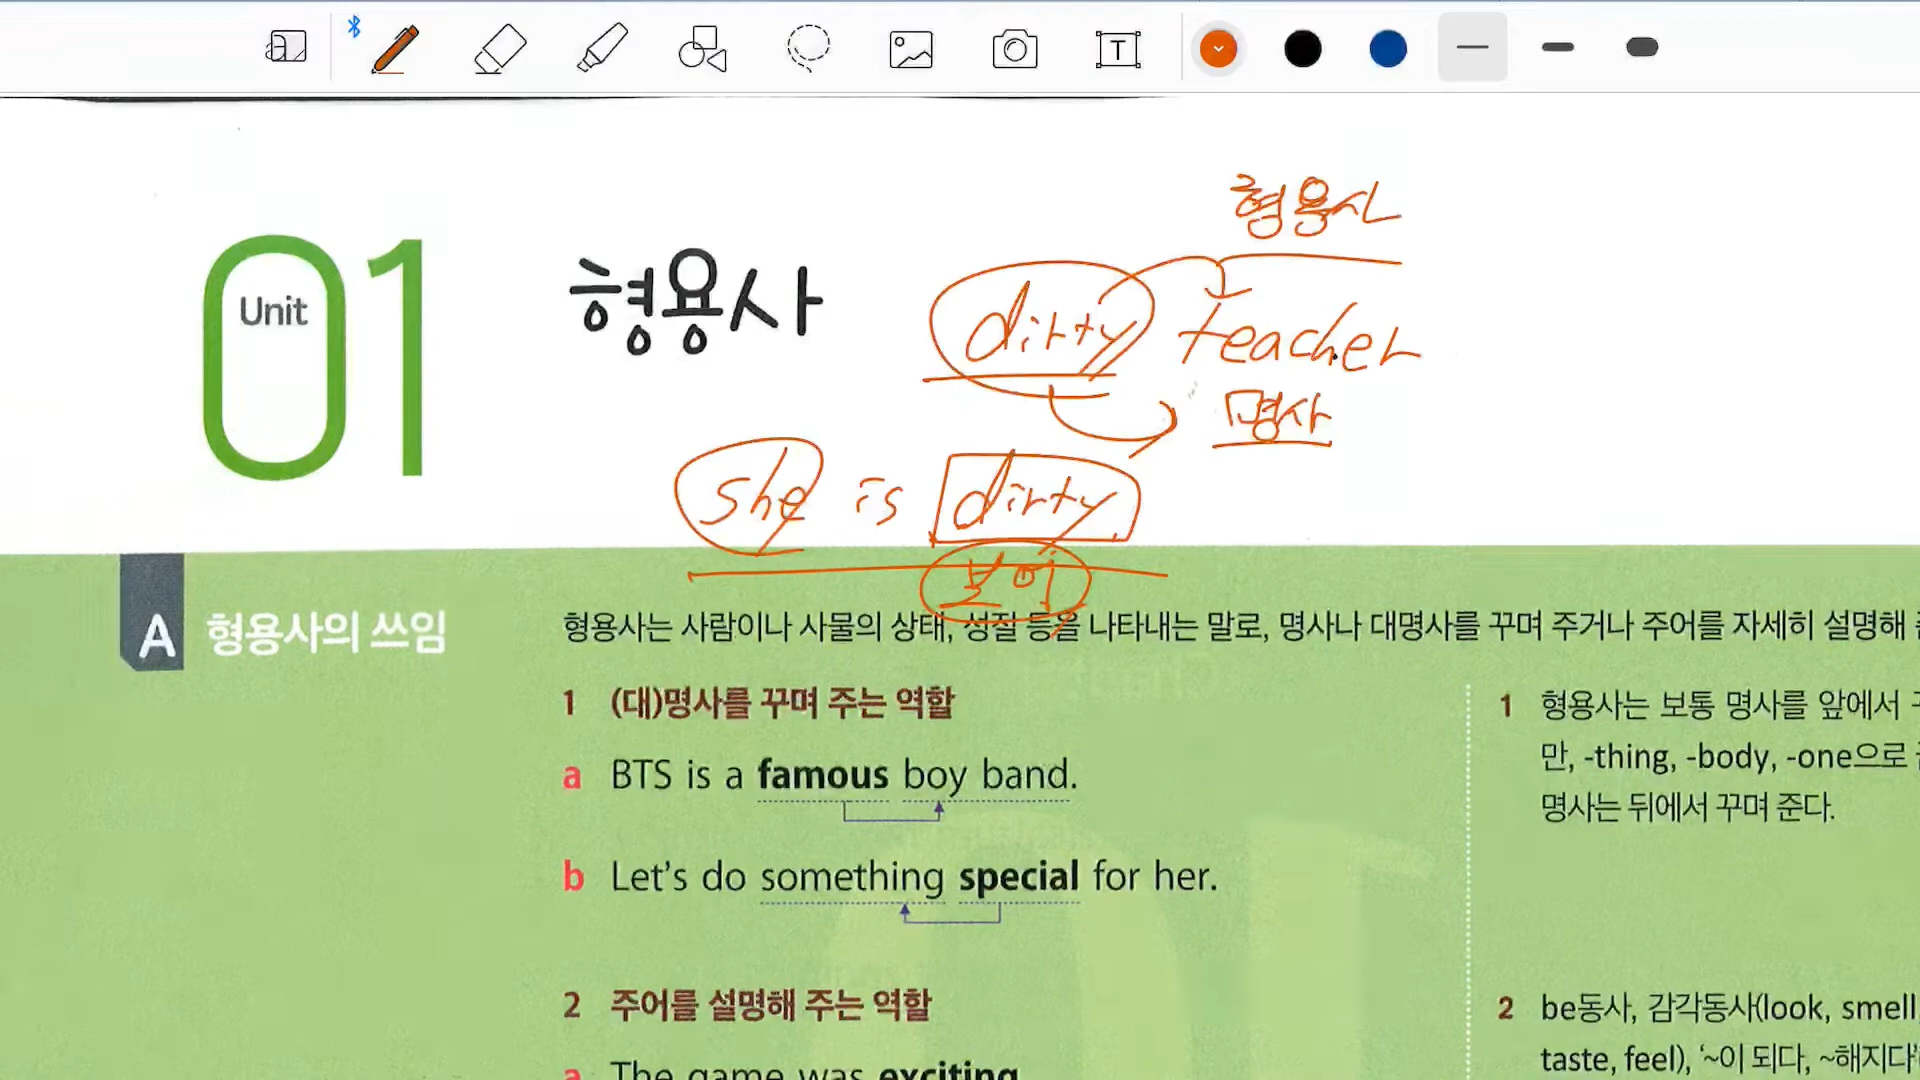 형용사
01
Unit
형용사
dirty teacher
명사
she is dirty
보어
A 형용사의 쓰임
형용사는 사람이나 사물의 상태, 성질 등을 나타내는 말로, 명사나 대명사를 꾸며 주거나 주어를 자세히 설명해
1 (대)명사를 꾸며 주는 역할
a BTS is a famous boy band.
b Let's do something special for her.
2 주어를 설명해 주는 역할
a The game was exciting
1 형용사는 보통 명사를 앞에서
만, -thing, -body, -one으로
명사는 뒤에서 꾸며 준다.
2 be동사, 감각동사(look, smell,
taste, feel), '~이 되다, ~해지다'